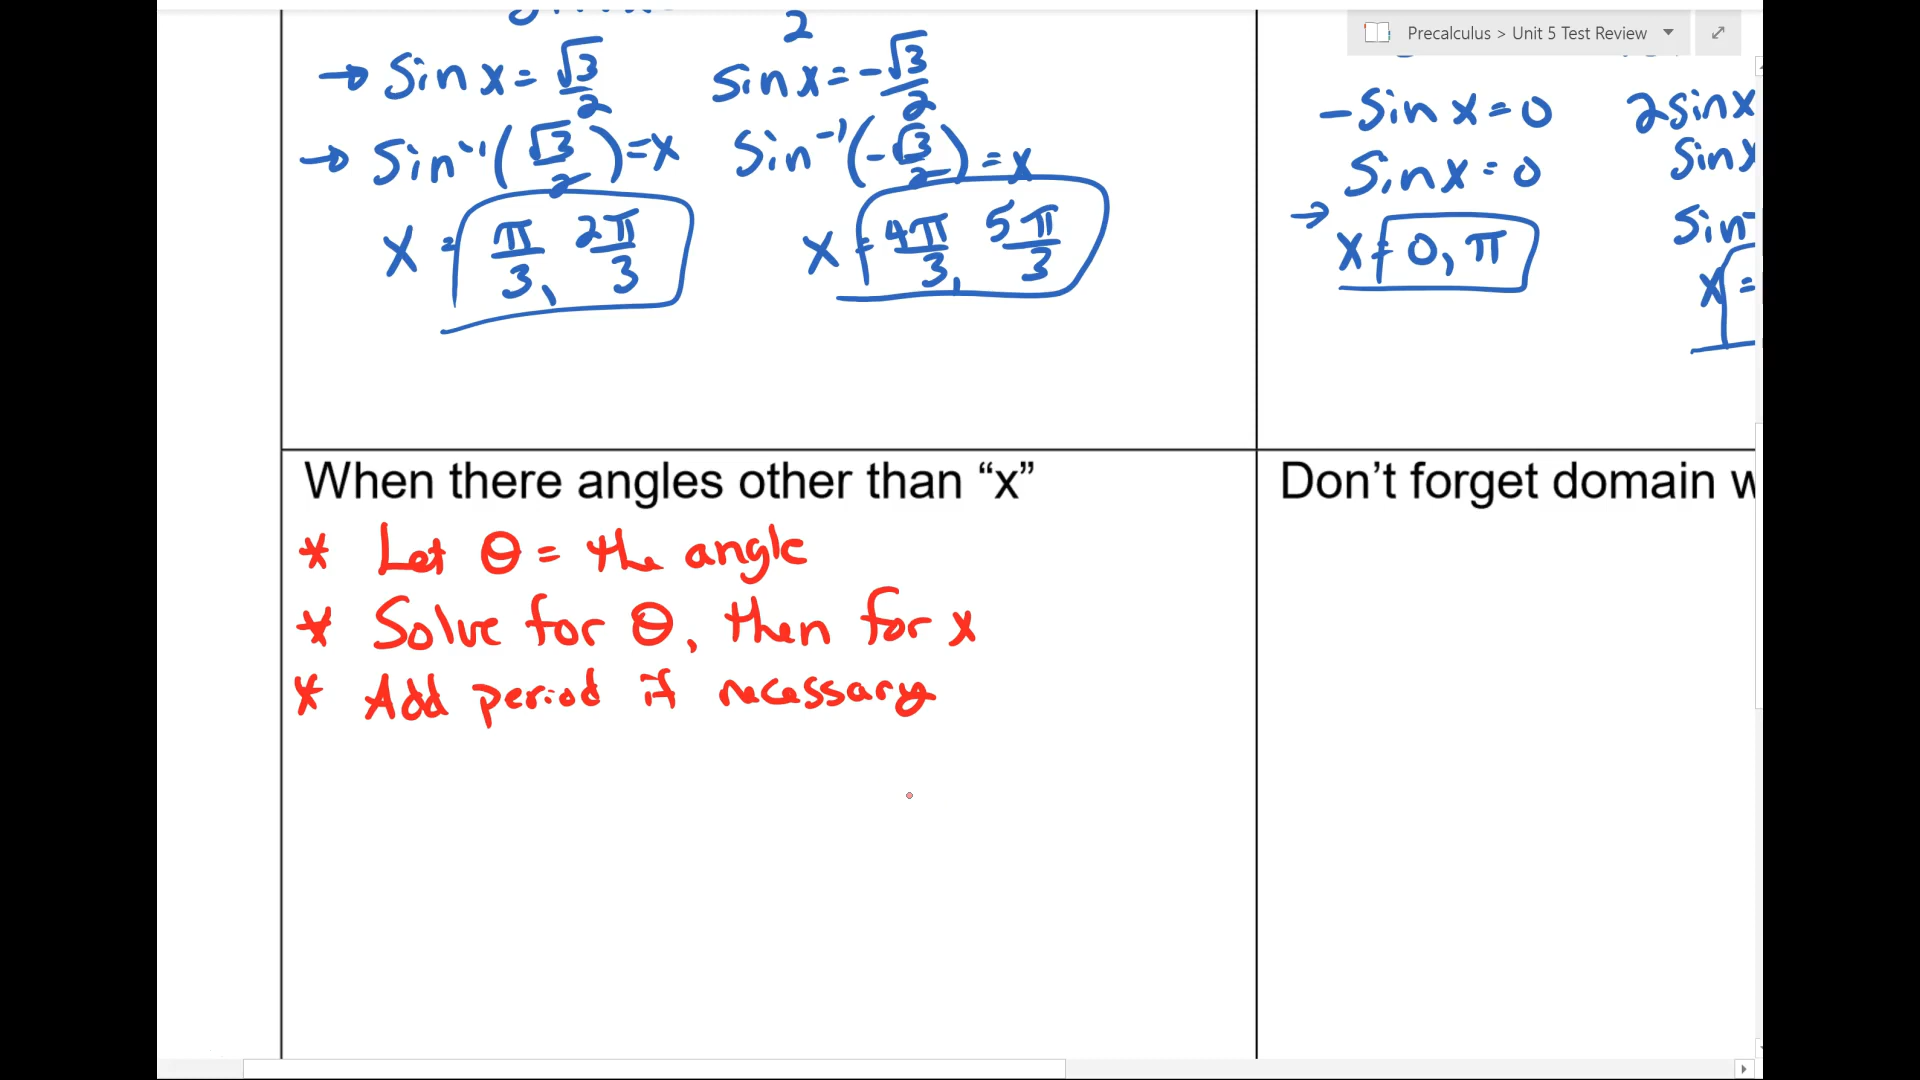 Precalculus > Unit 5 Test Review
2
→ sin x = √3/2    sin x = -√3/2
→ sin⁻¹(√3/2) = x    sin⁻¹(-√3/2) = x
x = π/3, 2π/3    x = 4π/3, 5π/3
-sin x = 0    2sinx
sin x = 0    sinx
→ x = 0, π    sin⁻
x =
When there angles other than “x”
* Let θ = the angle
* Solve for θ, then for x
* Add period if necessary
Don’t forget domain w